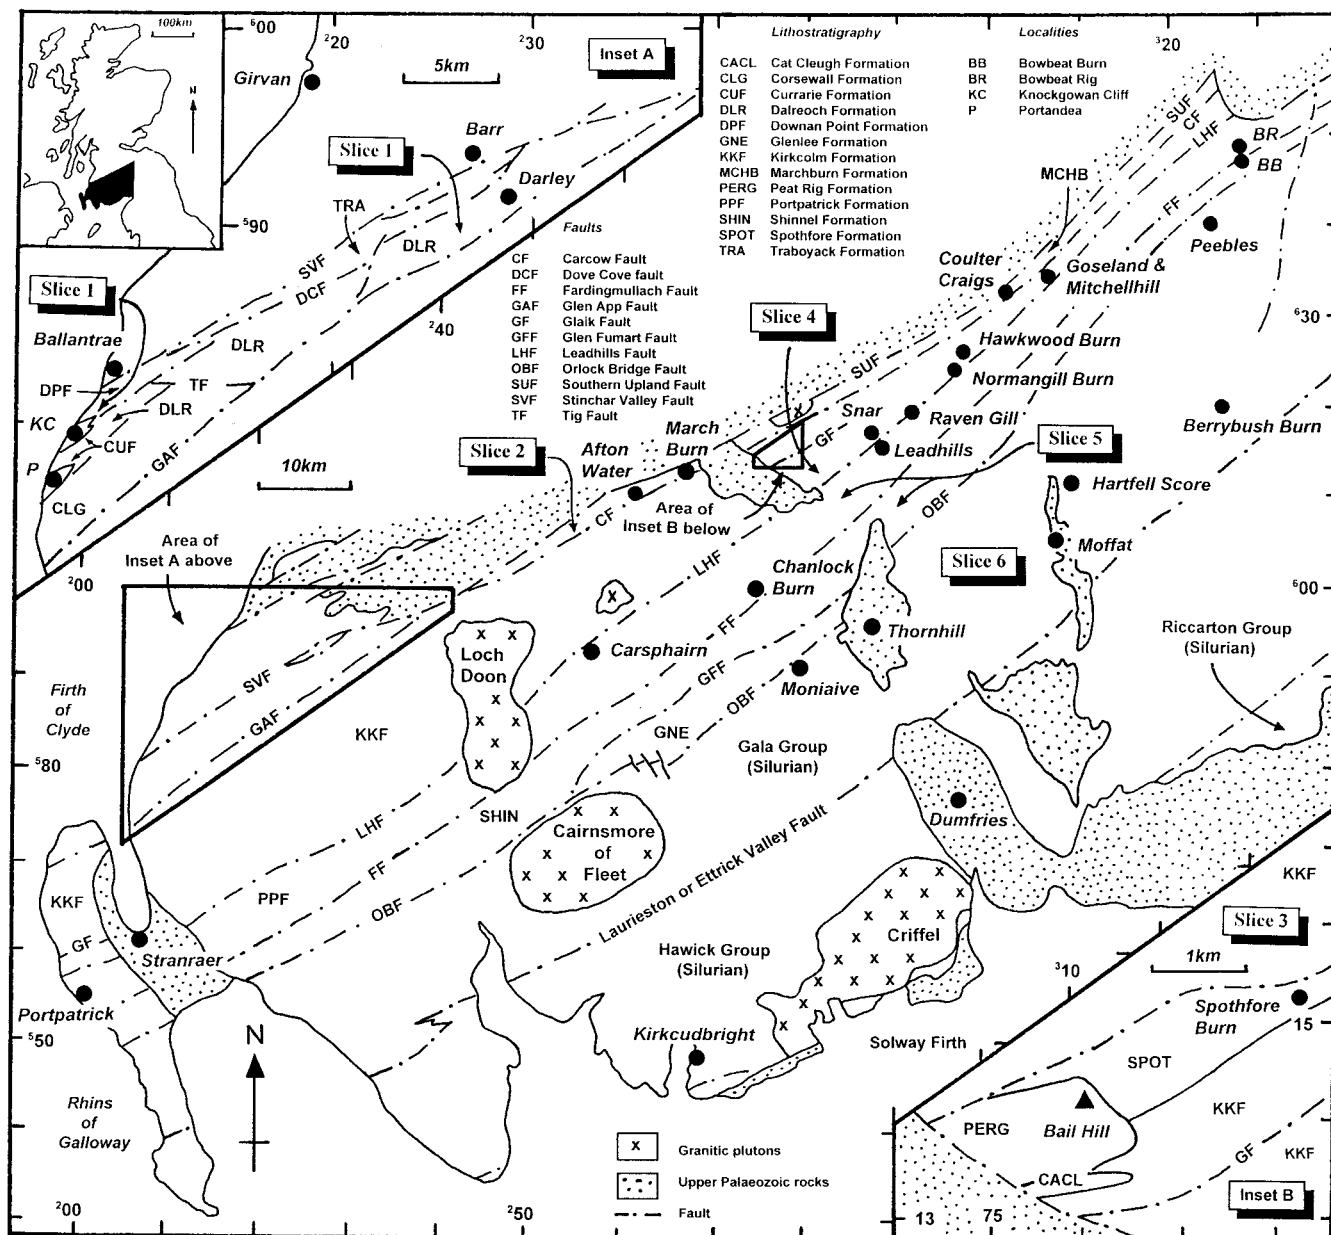 100km
N
⁶00
²20
²30
Inset A
5km
Girvan
Barr
Slice 1
Darley
TRA
DLR
⁵90
SVF
DCF
Slice 1
Ballantrae
DLR
DPF
TF
KC
DLR
CUF
GAF
P
CLG
²40
²00
10km
Lithostratigraphy
CACL Cat Cleugh Formation
CLG Corsewall Formation
CUF Currarie Formation
DLR Dalreoch Formation
DPF Downan Point Formation
GNE Glenlee Formation
KKF Kirkcolm Formation
MCHB Marchburn Formation
PERG Peat Rig Formation
PPF Portpatrick Formation
SHIN Shinnel Formation
SPOT Spothfore Formation
TRA Traboyack Formation
Localities
BB Bowbeat Burn
BR Bowbeat Rig
KC Knockgowan Cliff
P Portandea
Faults
CF Carcow Fault
DCF Dove Cove fault
FF Fardingmullach Fault
GAF Glen App Fault
GF Glaik Fault
GFF Glen Fumart Fault
LHF Leadhills Fault
OBF Orlock Bridge Fault
SUF Southern Upland Fault
SVF Stinchar Valley Fault
TF Tig Fault
³20
SUF
CF
LHF
BR
BB
MCHB
FF
Peebles
Coulter
Craigs
Goseland &
Mitchellhill
⁶30
Slice 4
Hawkwood Burn
SUF
Normangill Burn
Snar
GF
Raven Gill
Berrybush Burn
Leadhills
Slice 5
March
Burn
Afton
Water
Slice 2
Hartfell Score
CF
Area of
Inset B below
OBF
Moffat
Area of
Inset A above
LHF
Slice 6
Chanlock
Burn
⁶00
FF
Thornhill
Riccarton Group
(Silurian)
Carsphairn
Loch
Doon
GFF
Moniaive
OBF
Firth
of
Clyde
SVF
GAF
KKF
GNE
Gala Group
(Silurian)
⁵80
LHF
SHIN
Dumfries
Cairnsmore
of
Fleet
FF
Laurieston or Ettrick Valley Fault
KKF
PPF
OBF
GF
Stranraer
Criffel
Hawick Group
(Silurian)
Portpatrick
⁵50
N
Kirkcudbright
Solway Firth
Rhins
of
Galloway
KKF
Slice 3
³10
1km
Spothfore
Burn
15
SPOT
PERG
Bail Hill
KKF
GF
KKF
CACL
Inset B
13
75
x Granitic plutons
Upper Palaeozoic rocks
Fault
²00
²50